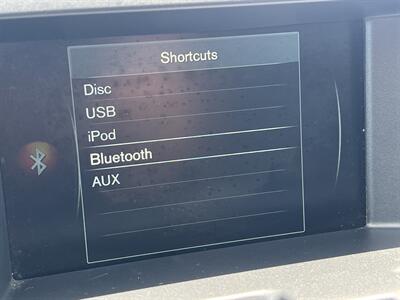 Shortcuts
Disc
USB
iPod
Bluetooth
AUX